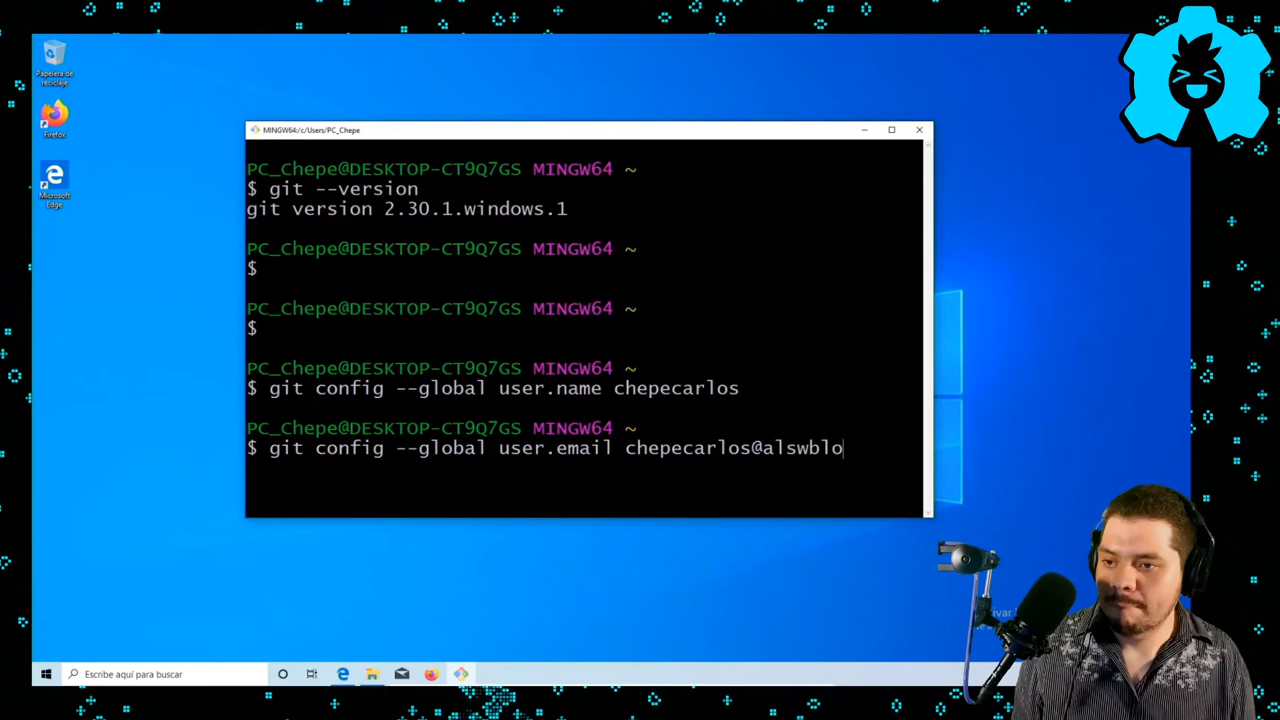 Papelera de
reciclaje
Firefox
Microsoft
Edge
MINGW64:/c/Users/PC_Chepe
PC_Chepe@DESKTOP-CT9Q7GS MINGW64 ~
$ git --version
git version 2.30.1.windows.1
PC_Chepe@DESKTOP-CT9Q7GS MINGW64 ~
$
PC_Chepe@DESKTOP-CT9Q7GS MINGW64 ~
$
PC_Chepe@DESKTOP-CT9Q7GS MINGW64 ~
$ git config --global user.name chepecarlos
PC_Chepe@DESKTOP-CT9Q7GS MINGW64 ~
$ git config --global user.email chepecarlos@alswblo
Escribe aquí para buscar